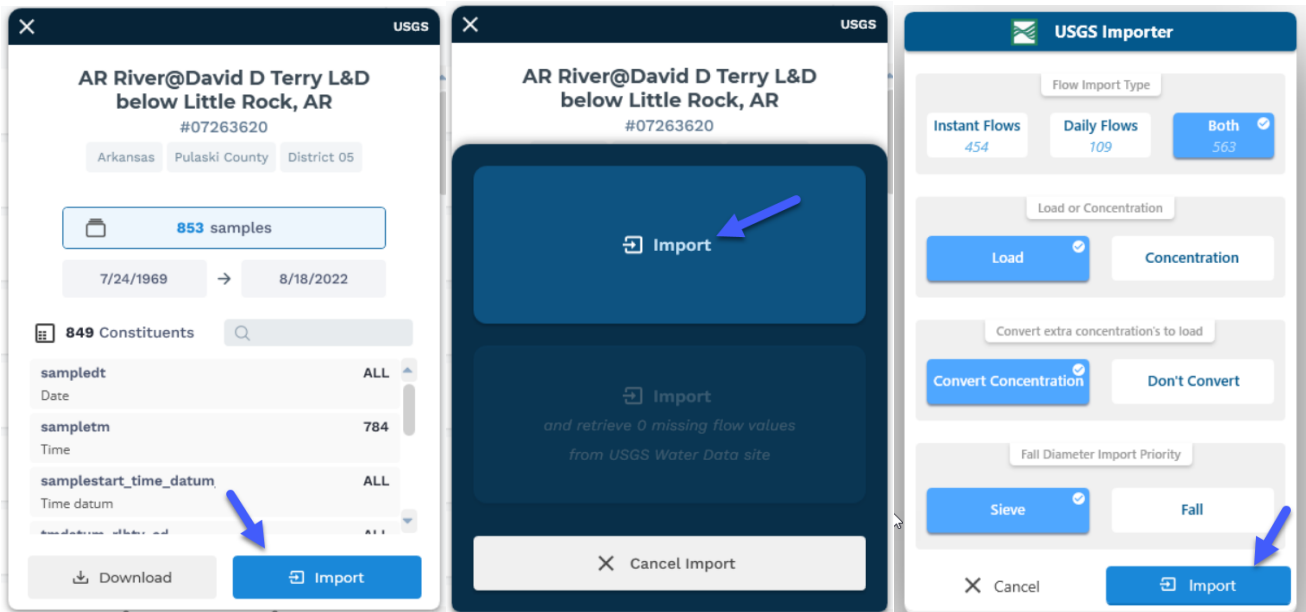 USGS
AR River@David D Terry L&D
below Little Rock, AR
#07263620
Arkansas Pulaski County District 05
853 samples
7/24/1969 → 8/18/2022
849 Constituents
sampledt ALL
Date
sampletm 784
Time
samplestart_time_datum_ ALL
Time datum
Download Import
USGS
AR River@David D Terry L&D
below Little Rock, AR
#07263620
Import
Import
and retrieve 0 missing flow values
from USGS Water Data site
Cancel Import
USGS Importer
Flow Import Type
Instant Flows Daily Flows Both
454 109 563
Load or Concentration
Load Concentration
Convert extra concentration's to load
Convert Concentration Don't Convert
Fall Diameter Import Priority
Sieve Fall
Cancel Import